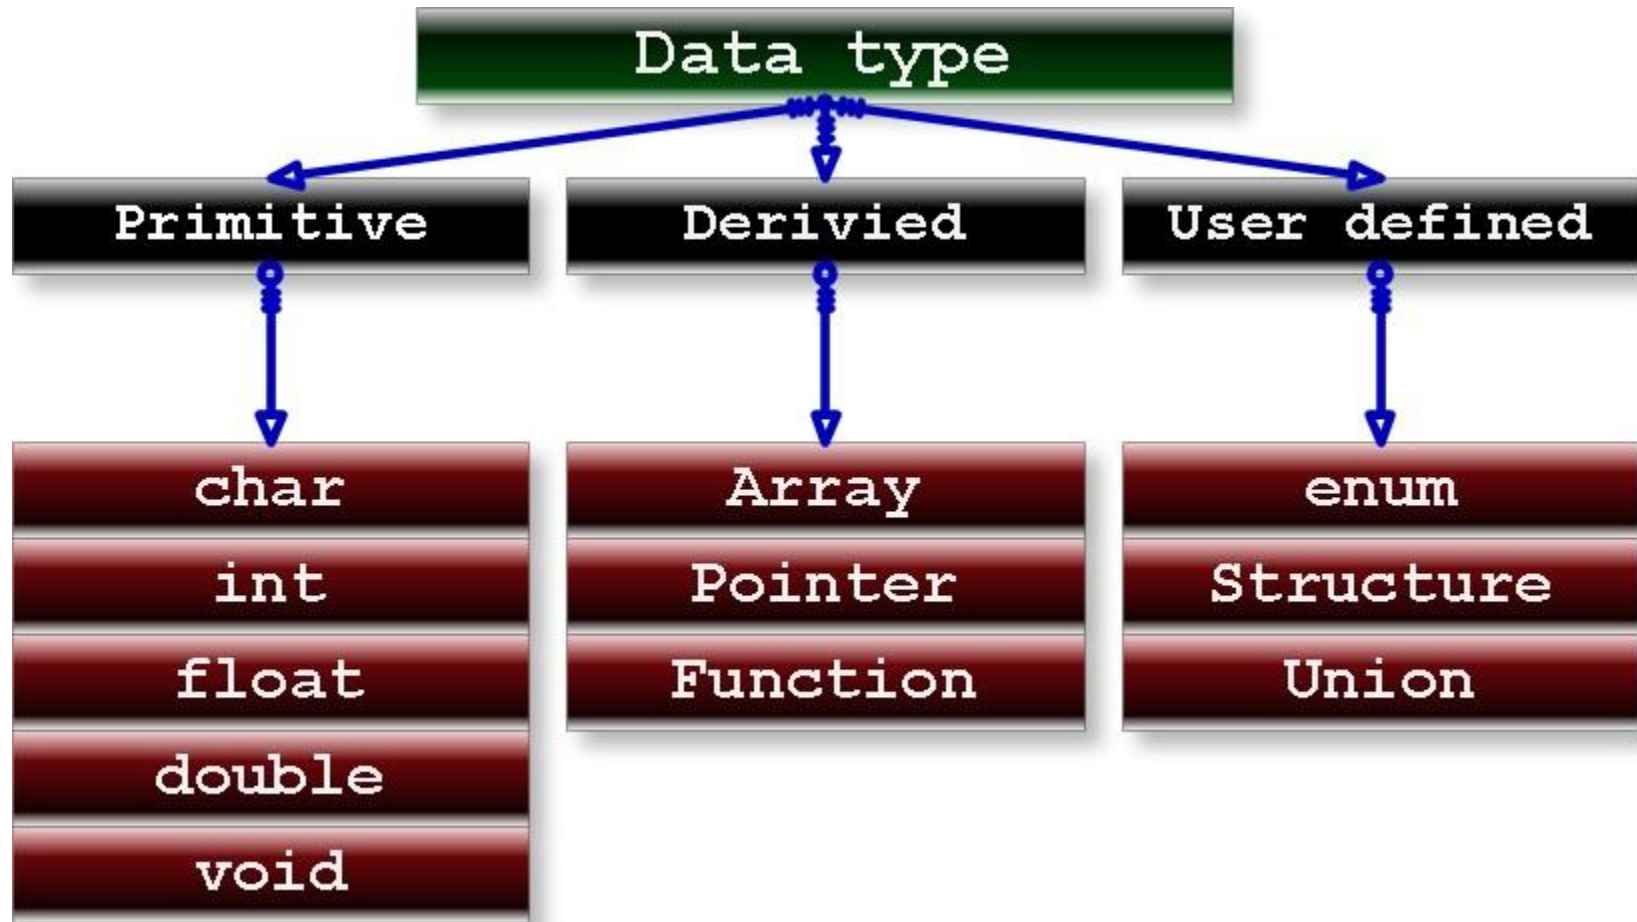 Data type
Primitive
Derivied
User defined
char
int
float
double
void
Array
Pointer
Function
enum
Structure
Union